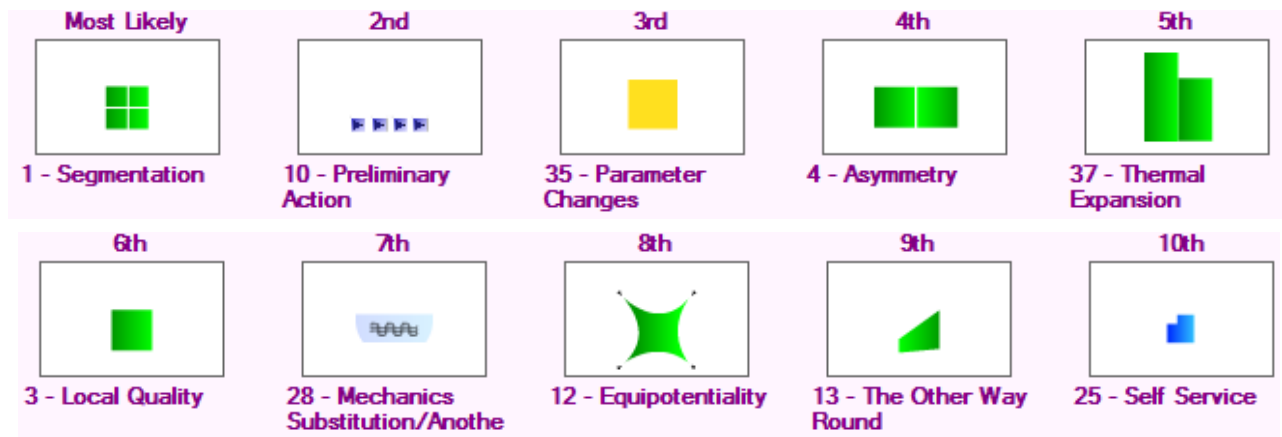 Most Likely 2nd 3rd 4th 5th
1 - Segmentation 10 - Preliminary Action 35 - Parameter Changes 4 - Asymmetry 37 - Thermal Expansion
6th 7th 8th 9th 10th
3 - Local Quality 28 - Mechanics Substitution/Anothe 12 - Equipotentiality 13 - The Other Way Round 25 - Self Service